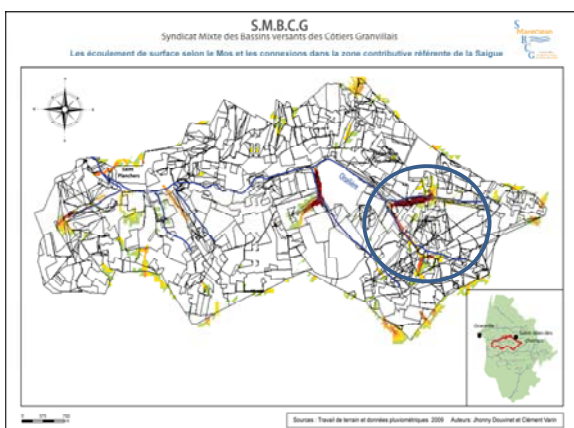 S.M.B.C.G
Syndicat Mixte des Bassins versants des Côtiers Granvillais
Les écoulement de surface selon le Mos et les connexions dans la zone contributive référente de la Saigue
S
B
C
G
Saint
Planchers
Granville
Sources : Travail de terrain et données pluviométriques 2009 Auteurs: Jhonny Douvinet et Clément Varin